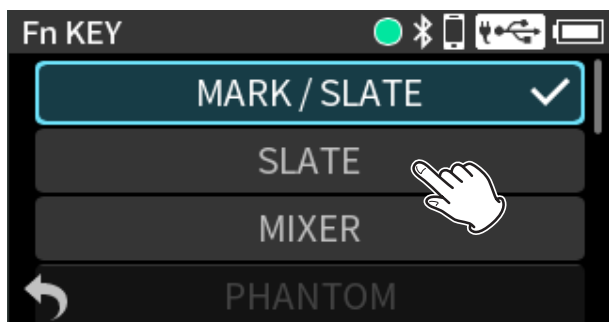 Fn KEY
MARK / SLATE
SLATE
MIXER
PHANTOM